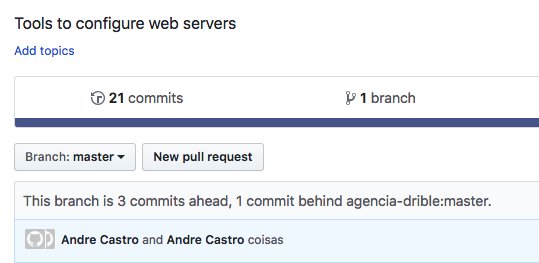 Tools to configure web servers
Add topics
21 commits
1 branch
Branch: master
New pull request
This branch is 3 commits ahead, 1 commit behind agencia-drible:master.
Andre Castro and Andre Castro coisas